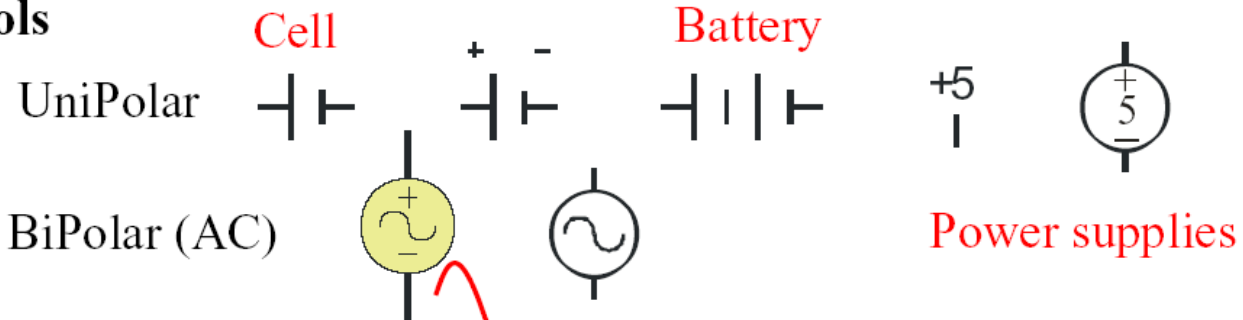 ols
Cell
Battery
+ −
UniPolar
+5
+
5
−
+
−
BiPolar (AC)
Power supplies